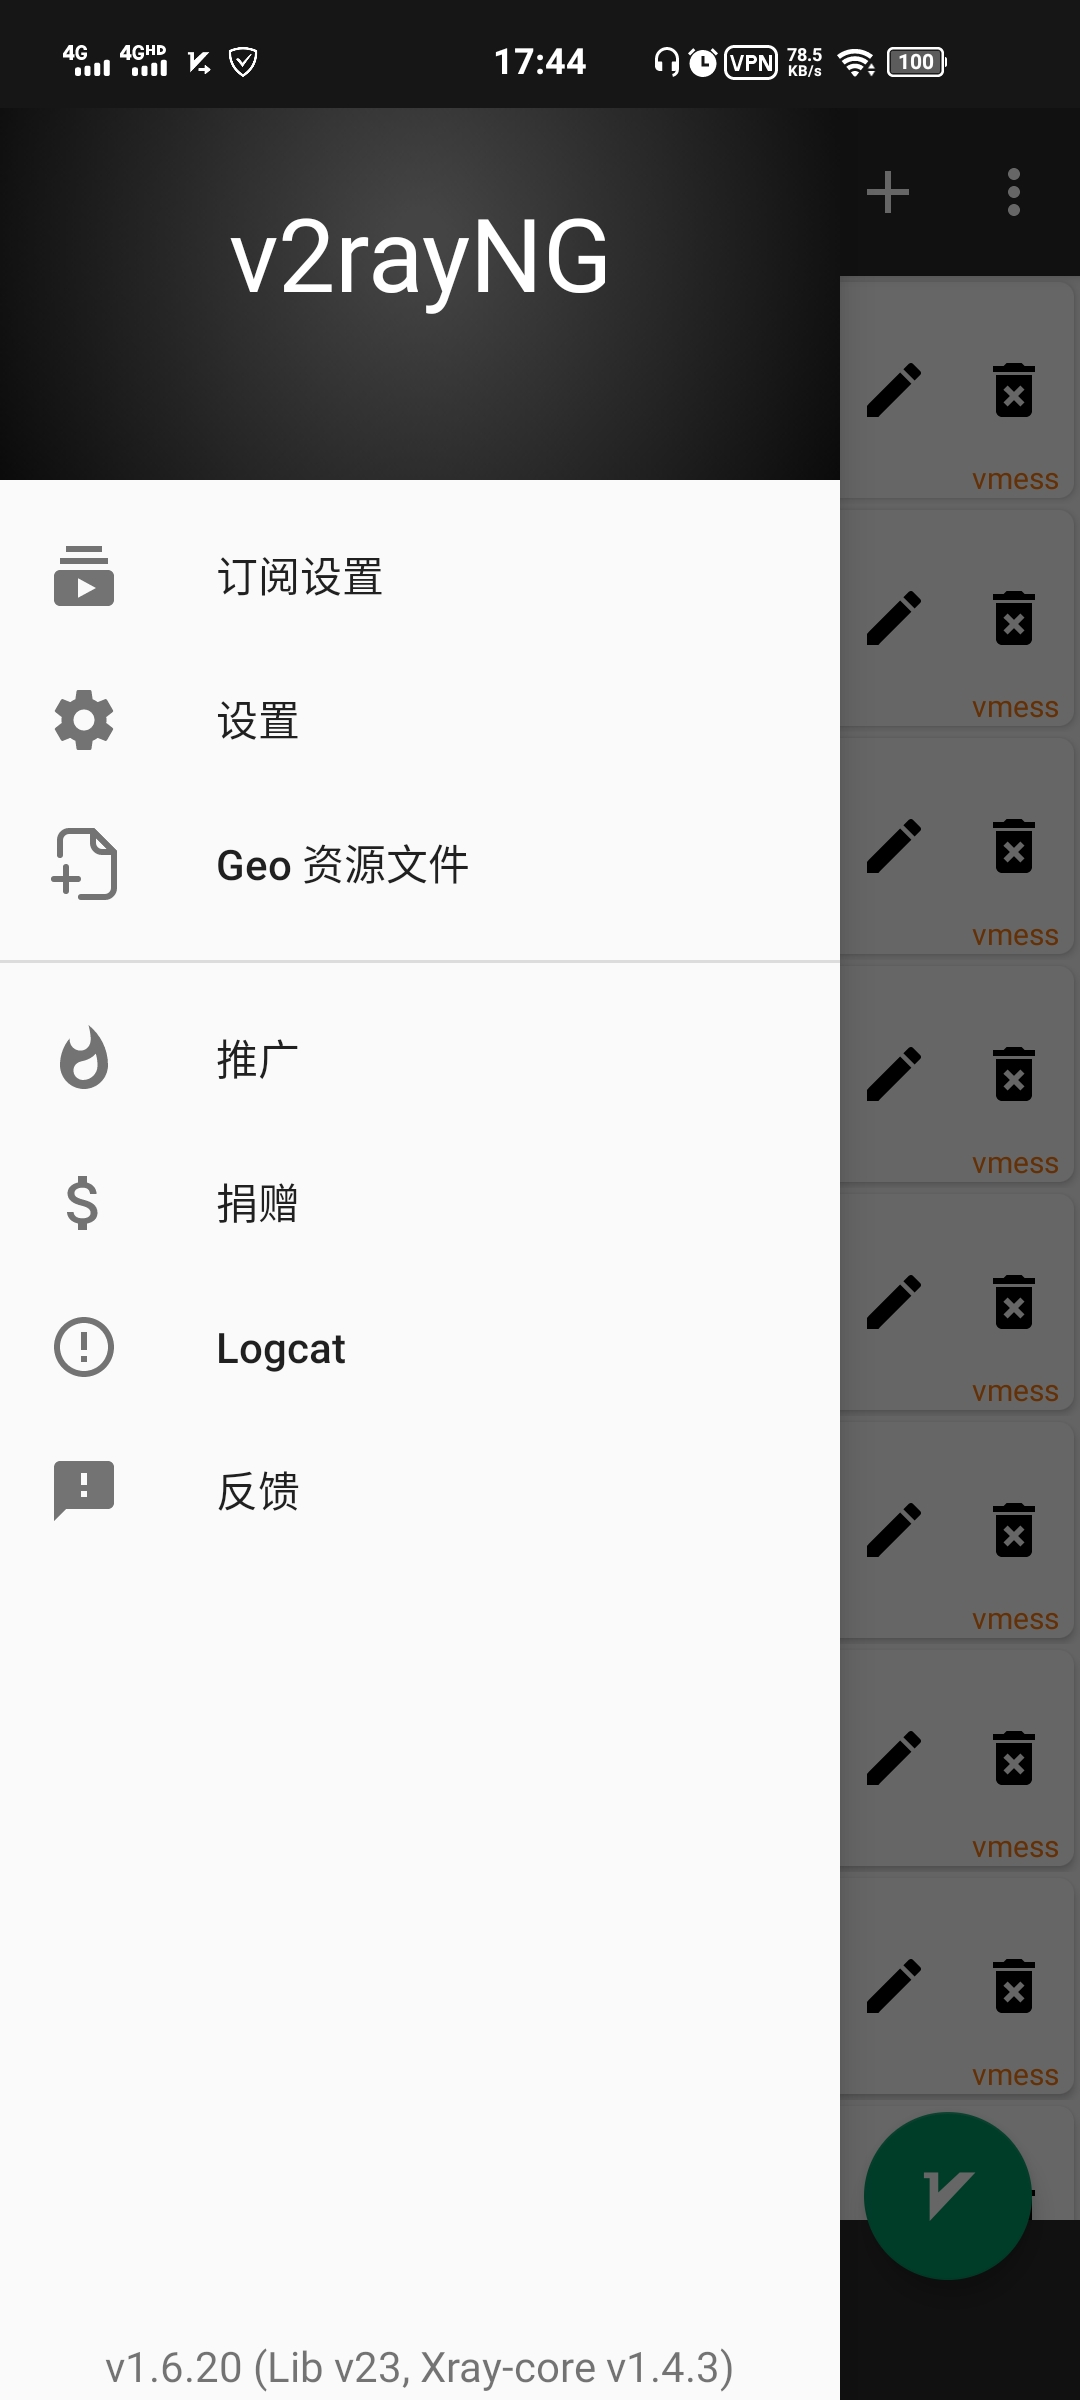 4G 4GHD 17:44 VPN 78.5 KB/s 100
v2rayNG
订阅设置
设置
Geo 资源文件
推广
捐赠
Logcat
反馈
vmess
vmess
vmess
vmess
vmess
vmess
vmess
vmess
v1.6.20 (Lib v23, Xray-core v1.4.3)